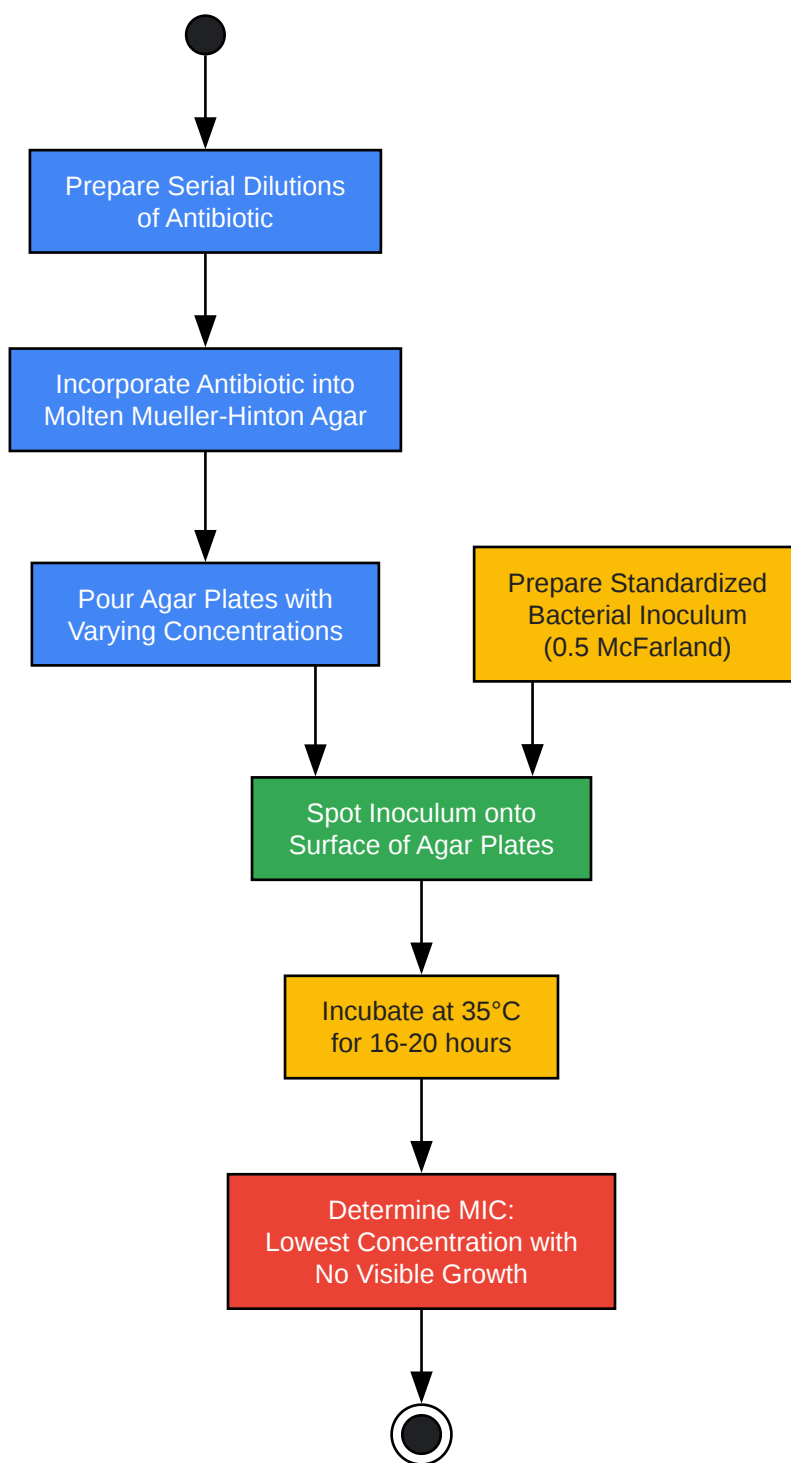 Prepare Serial Dilutions
of Antibiotic
Incorporate Antibiotic into
Molten Mueller-Hinton Agar
Pour Agar Plates with
Varying Concentrations
Prepare Standardized
Bacterial Inoculum
(0.5 McFarland)
Spot Inoculum onto
Surface of Agar Plates
Incubate at 35°C
for 16-20 hours
Determine MIC:
Lowest Concentration with
No Visible Growth